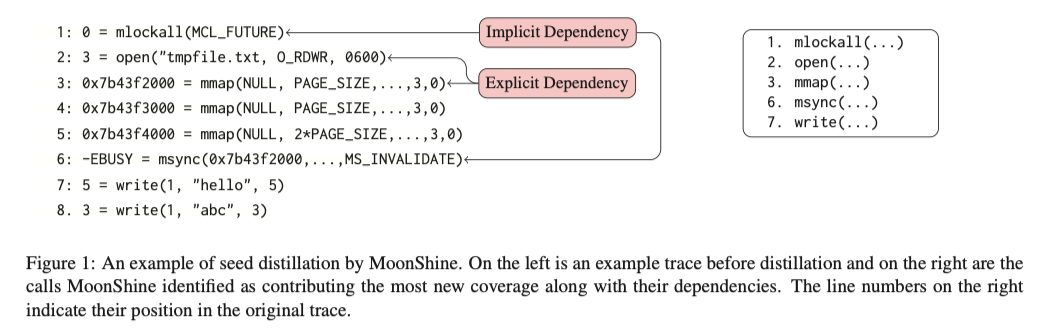 1: 0 = mlockall(MCL_FUTURE)
Implicit Dependency
2: 3 = open("tmpfile.txt, O_RDWR, 0600)
3: 0x7b43f2000 = mmap(NULL, PAGE_SIZE,...,3,0)
Explicit Dependency
4: 0x7b43f3000 = mmap(NULL, PAGE_SIZE,...,3,0)
5: 0x7b43f4000 = mmap(NULL, 2*PAGE_SIZE,...,3,0)
6: -EBUSY = msync(0x7b43f2000,...,MS_INVALIDATE)
7: 5 = write(1, "hello", 5)
8. 3 = write(1, "abc", 3)
1. mlockall(...)
2. open(...)
3. mmap(...)
6. msync(...)
7. write(...)
Figure 1: An example of seed distillation by MoonShine. On the left is an example trace before distillation and on the right are the
calls MoonShine identified as contributing the most new coverage along with their dependencies. The line numbers on the right
indicate their position in the original trace.